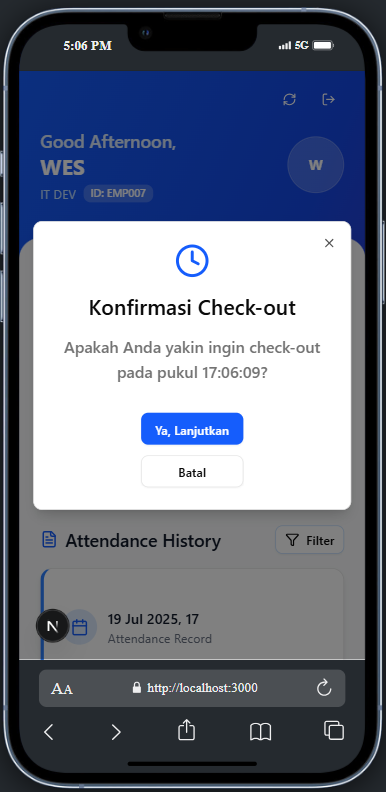 5:06 PM
5G
Good Afternoon,
WES
IT DEV ID: EMP007
W
Konfirmasi Check-out
Apakah Anda yakin ingin check-out
pada pukul 17:06:09?
Ya, Lanjutkan
Batal
Attendance History
Filter
19 Jul 2025, 17
Attendance Record
N
AA
http://localhost:3000